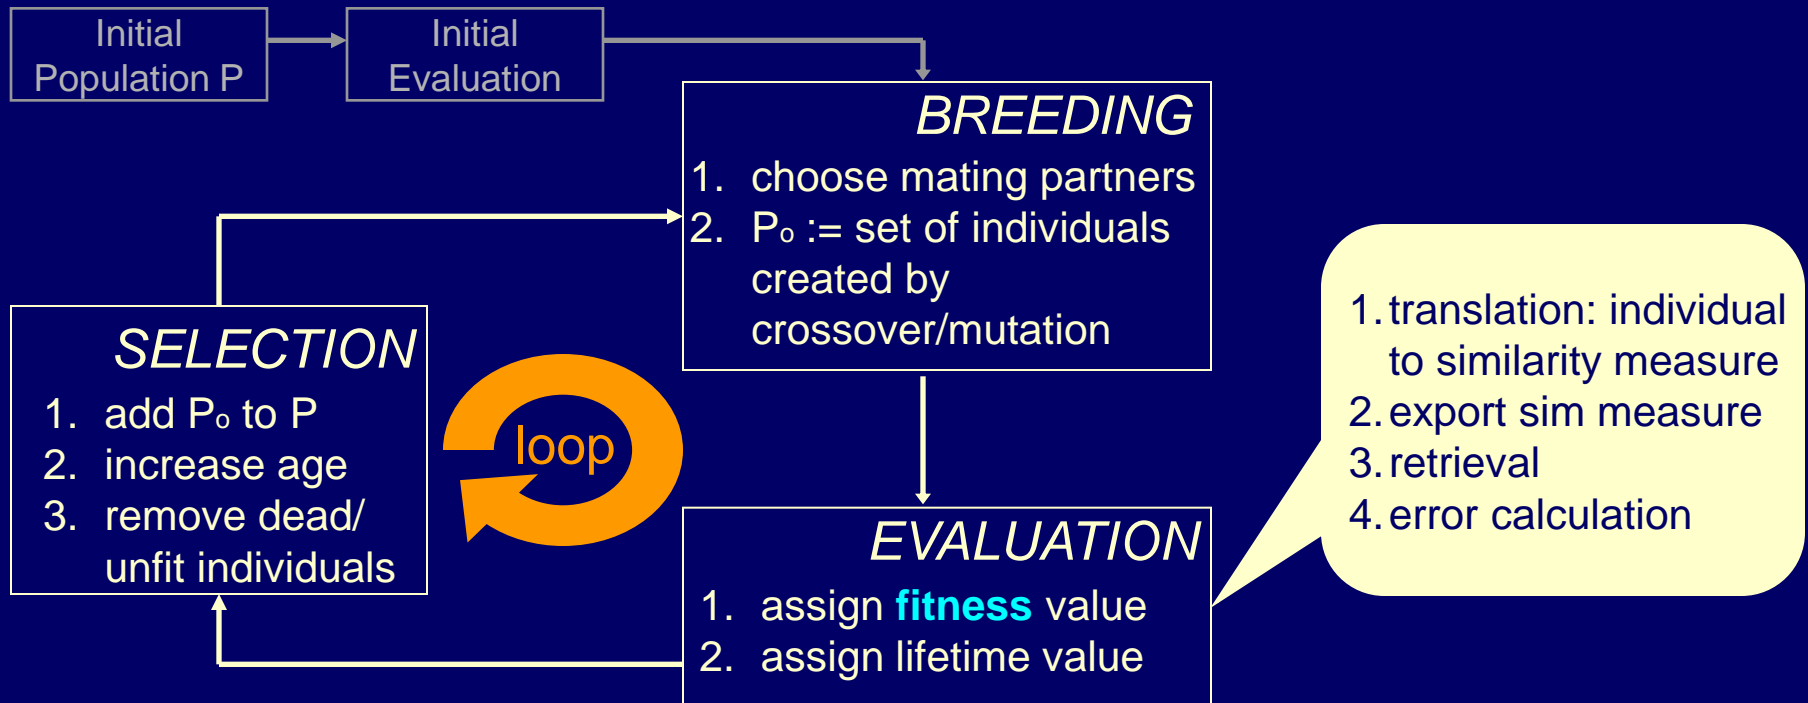 Initial
Population P
Initial
Evaluation
BREEDING
1. choose mating partners
2. Po := set of individuals
created by
crossover/mutation
SELECTION
1. add Po to P
2. increase age
3. remove dead/
unfit individuals
loop
EVALUATION
1. assign fitness value
2. assign lifetime value
1. translation: individual
to similarity measure
2. export sim measure
3. retrieval
4. error calculation